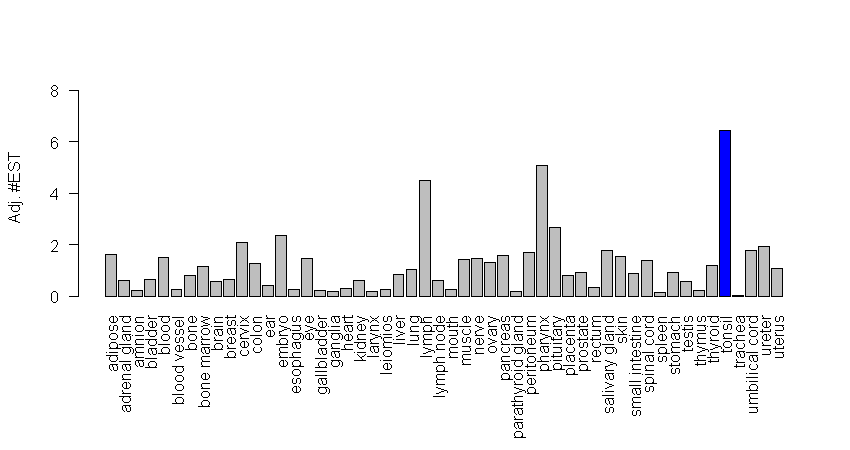 Adj. #EST
8
6
4
2
0
adipose
adrenal gland
amnion
bladder
blood
blood vessel
bone
bone marrow
brain
breast
cervix
colon
ear
embryo
esophagus
eye
gallbladder
ganglia
heart
kidney
larynx
leiomios
liver
lung
lymph
lymph node
mouth
muscle
nerve
ovary
pancreas
parathyroid gland
peritoneum
pharynx
pituitary
placenta
prostate
rectum
salivary gland
skin
small intestine
spinal cord
spleen
stomach
testis
thymus
thyroid
tonsil
trachea
umbilical cord
ureter
uterus